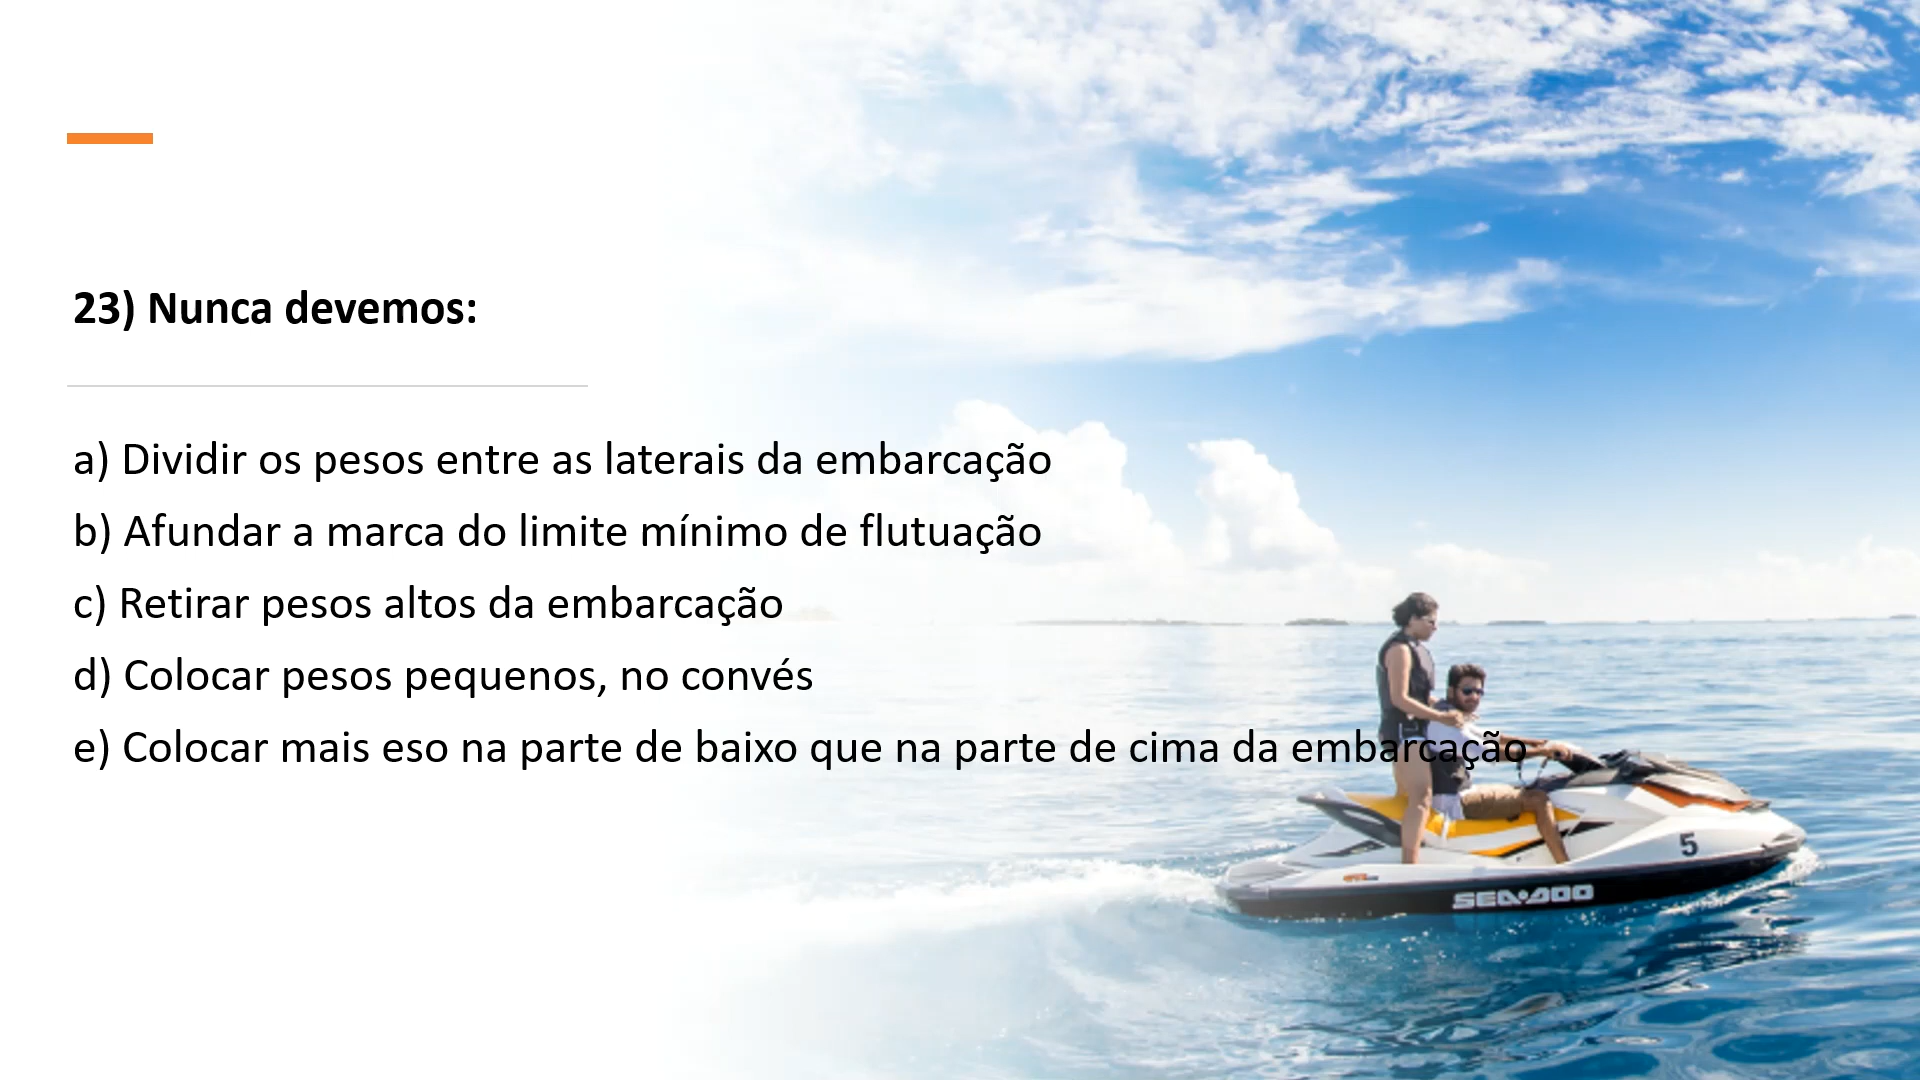 23) Nunca devemos:
a) Dividir os pesos entre as laterais da embarcação
b) Afundar a marca do limite mínimo de flutuação
c) Retirar pesos altos da embarcação
d) Colocar pesos pequenos, no convés
e) Colocar mais eso na parte de baixo que na parte de cima da embarcação
5
SEA-DOO